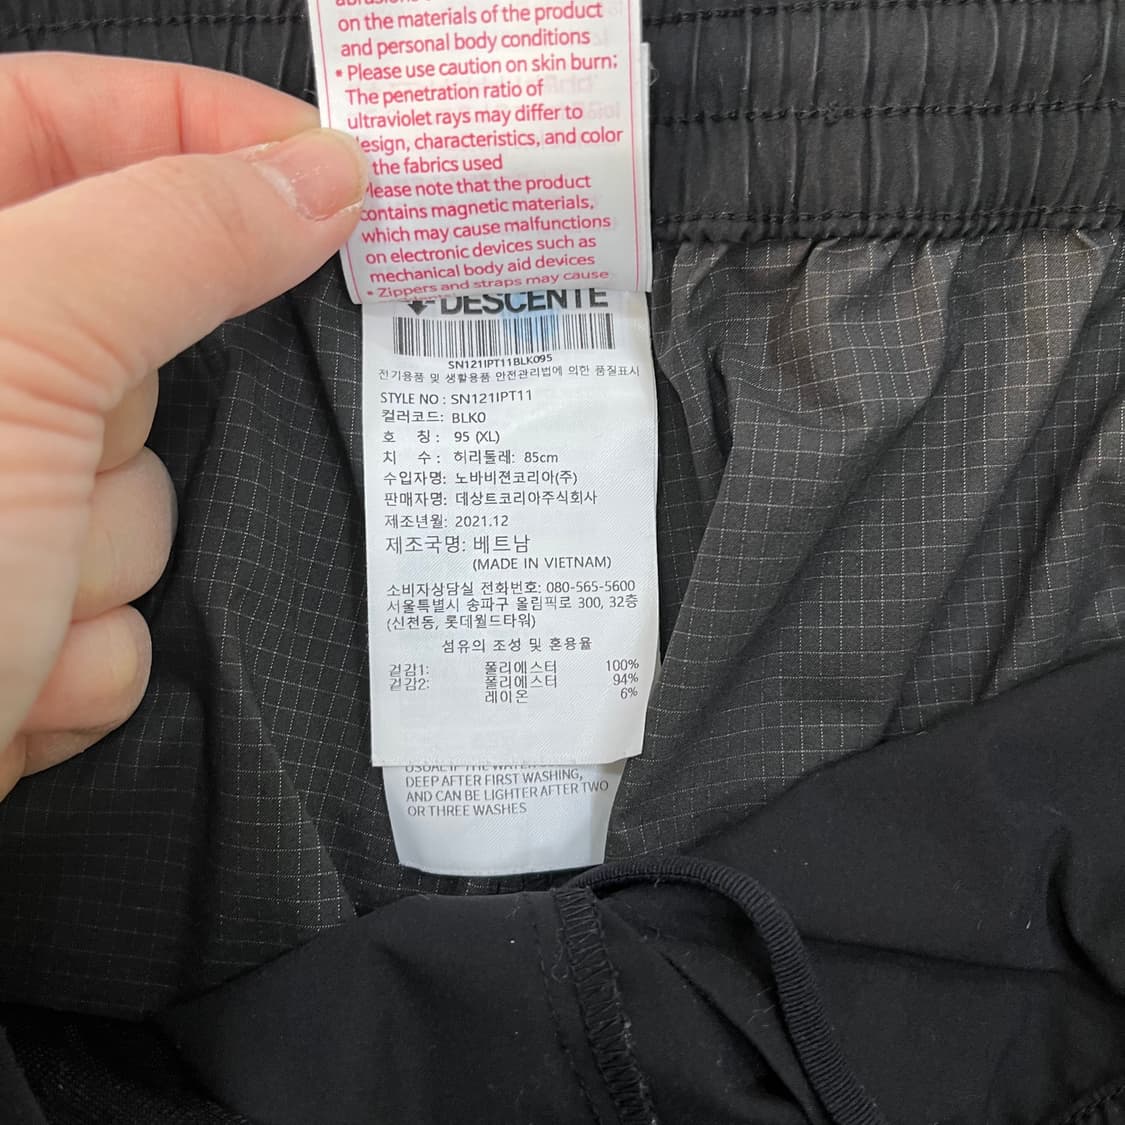 on the materials of the product
and personal body conditions
* Please use caution on skin burn:
The penetration ratio of
ultraviolet rays may differ to
esign, characteristics, and color
the fabrics used
lease note that the product
contains magnetic materials,
which may cause malfunctions
on electronic devices such as
mechanical body aid devices
* Zippers and straps may cause
DESCENTE
SN121IPT11BLK095
전기용품 및 생활용품 안전관리법에 의한 품질표시
STYLE NO : SN121IPT11
컬러코드: BLK0
호 칭 : 95 (XL)
치 수 : 허리둘레: 85cm
수입자명: 노바비젼코리아(주)
판매자명: 데상트코리아주식회사
제조년월: 2021.12
제조국명: 베트남
(MADE IN VIETNAM)
소비자상담실 전화번호: 080-565-5600
서울특별시 송파구 올림픽로 300, 32층
(신천동, 롯데월드타워)
섬유의 조성 및 혼용율
겉감1: 폴리에스터 100%
겉감2: 폴리에스터 94%
레이온 6%
DEEP AFTER FIRST WASHING,
AND CAN BE LIGHTER AFTER TWO
OR THREE WASHES